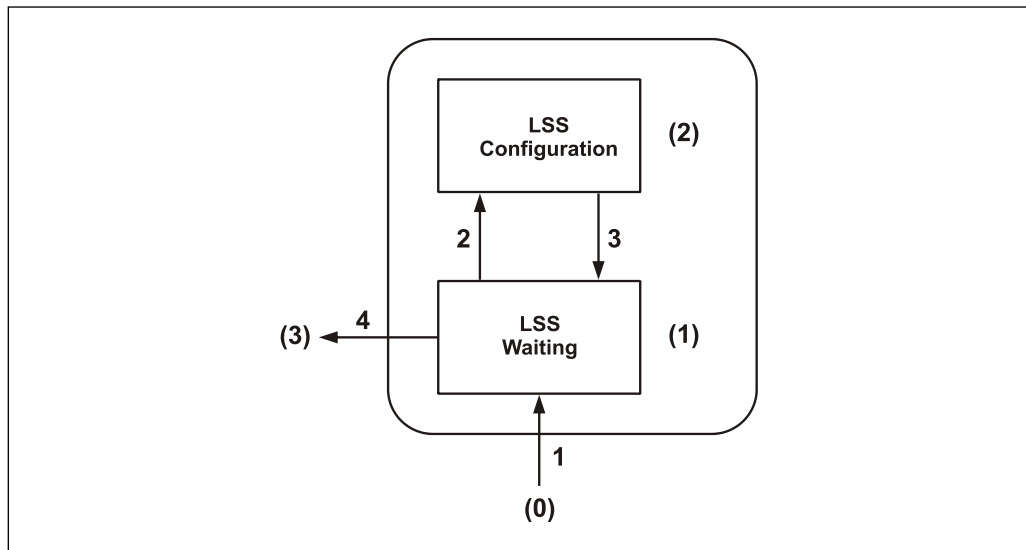 LSS
Configuration
(2)
2
3
(3)
4
LSS
Waiting
(1)
1
(0)